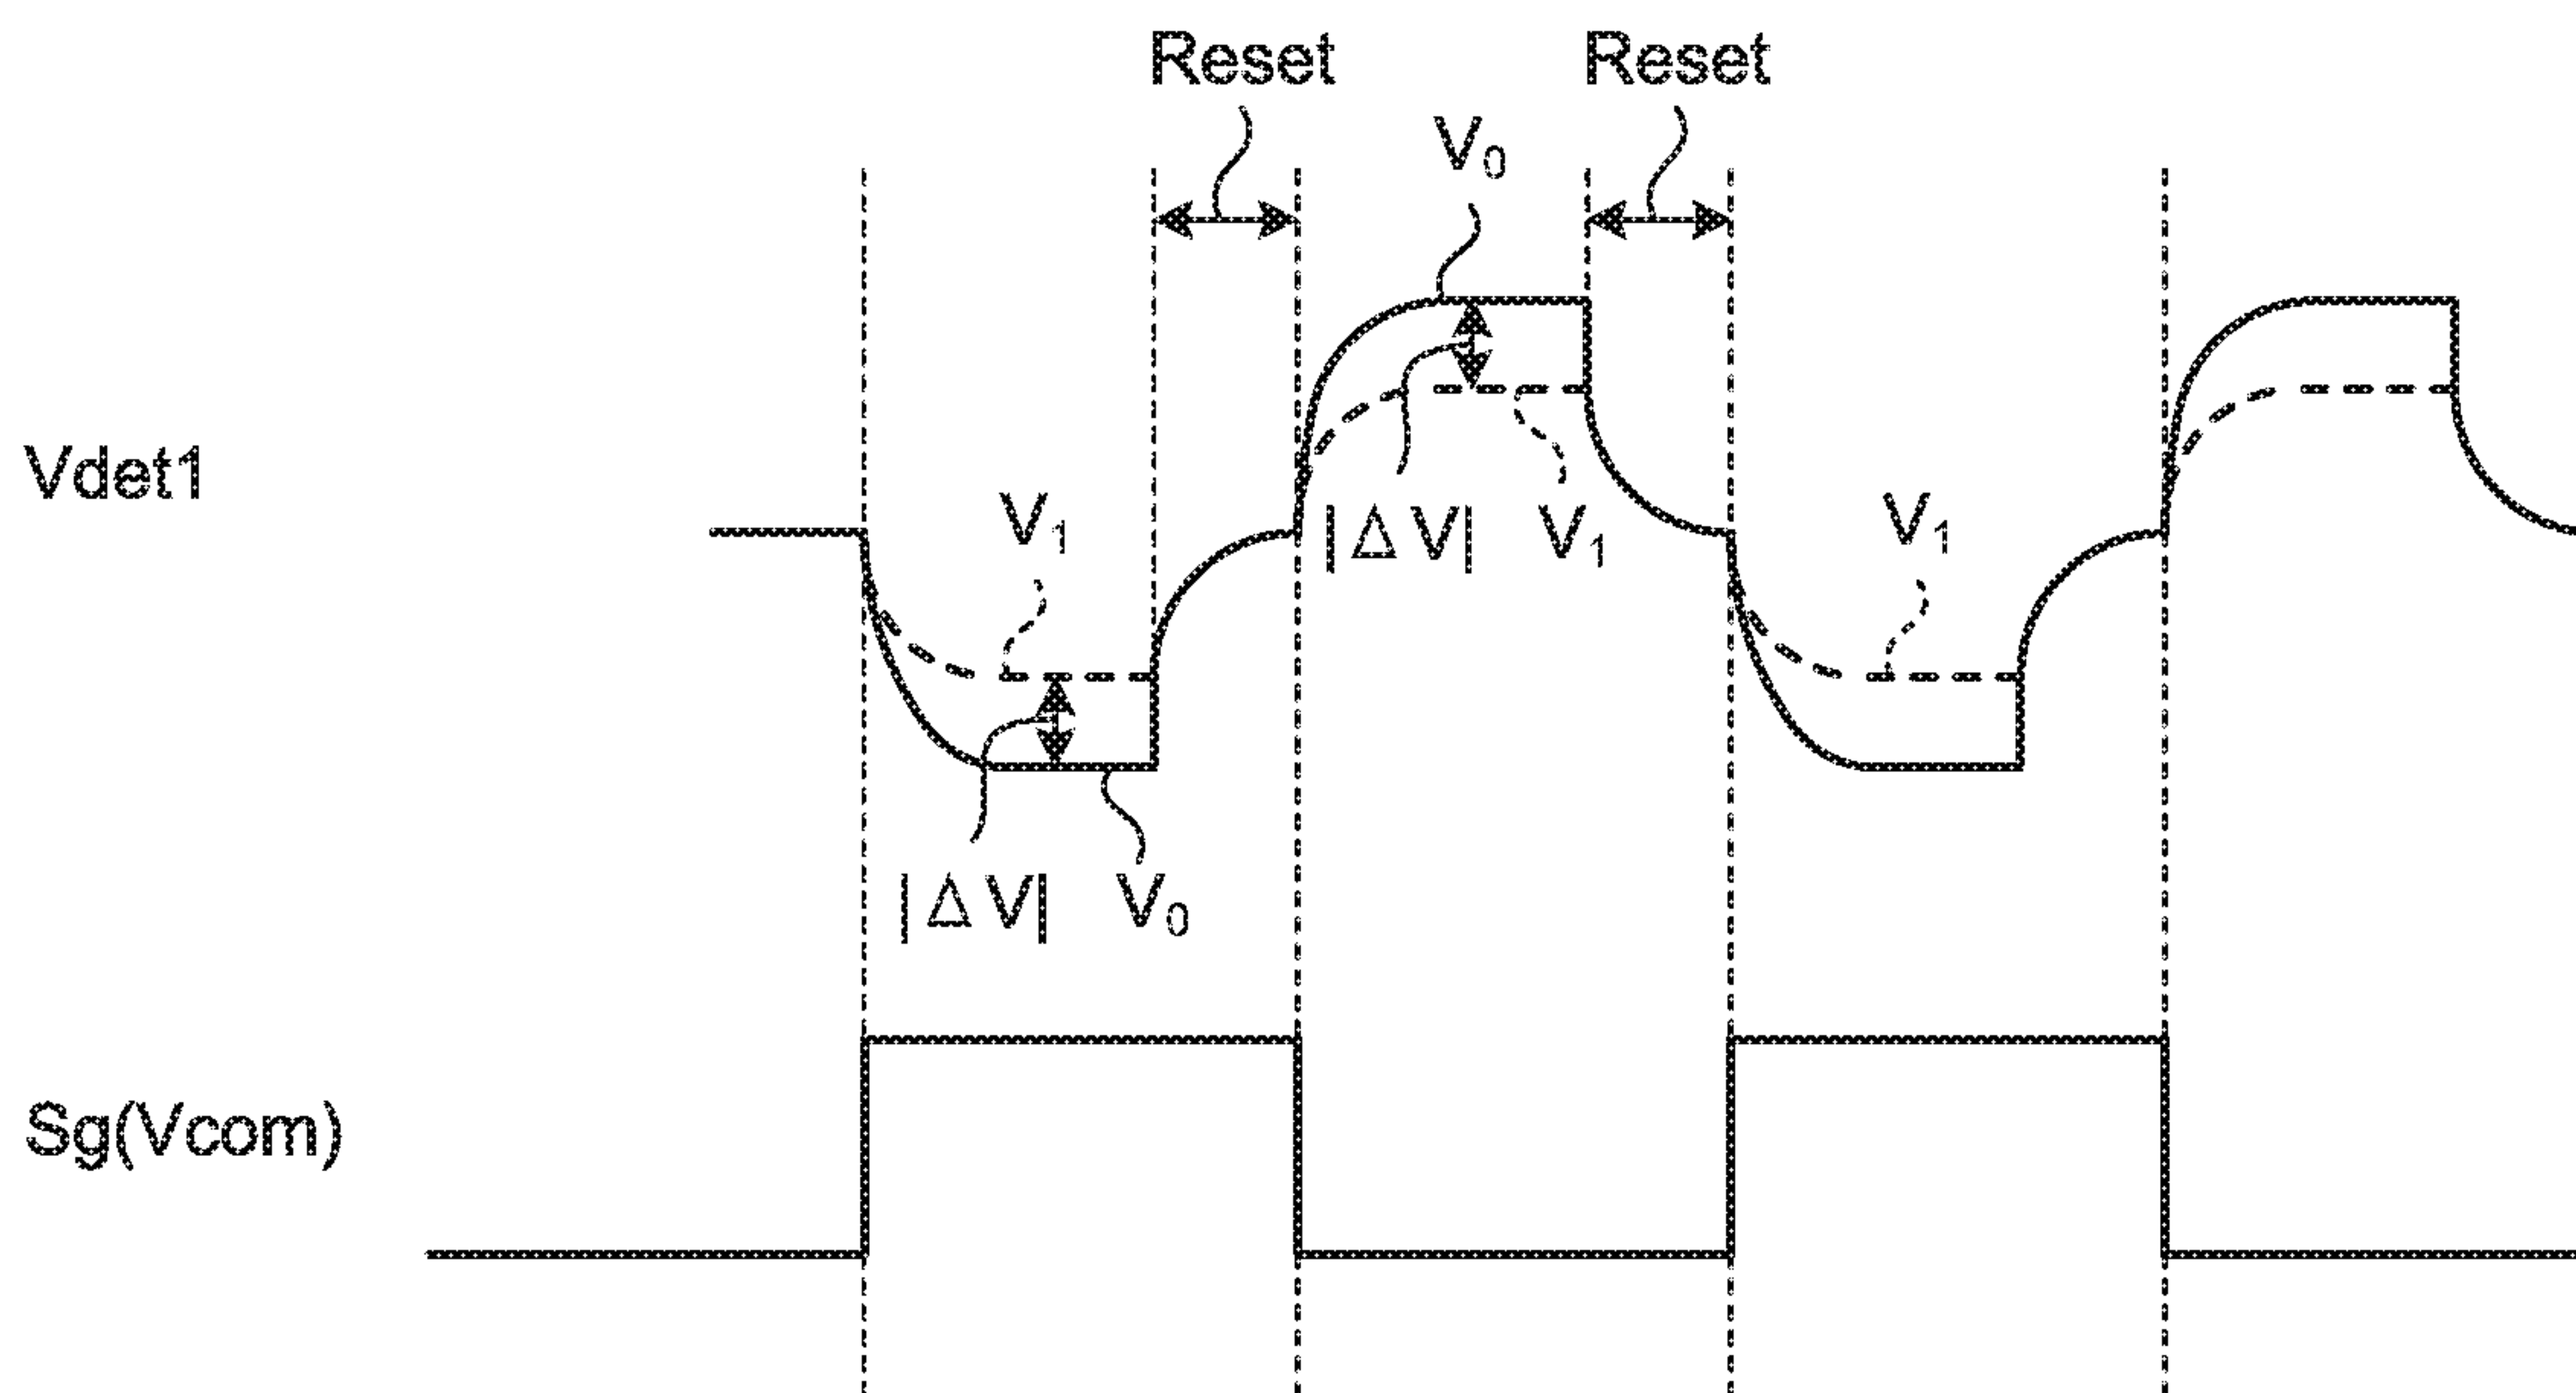 Reset Reset
V₀
Vdet1
V₁ |ΔV| V₁ V₁
|ΔV| V₀
Sg(Vcom)